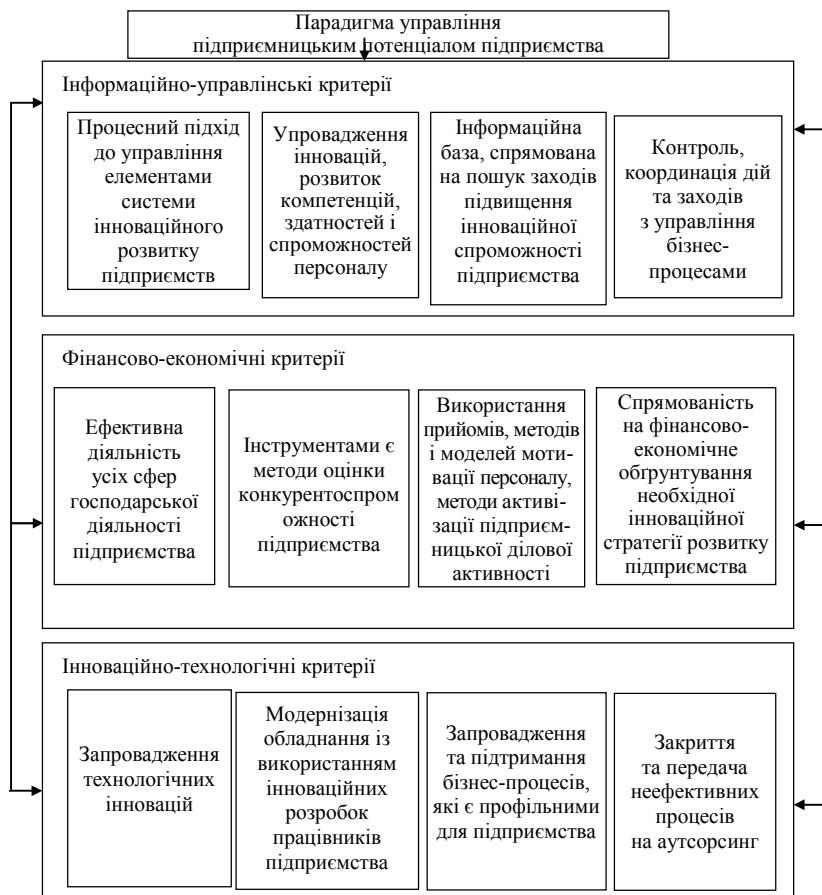 Парадигма управління
підприємницьким потенціалом підприємства
Інформаційно-управлінські критерії
Процесний підхід
до управління
елементами
системи
інноваційного
розвитку
підприємств
Упровадження
інновацій,
розвиток
компетенцій,
здатностей і
спроможностей
персоналу
Інформаційна
база, спрямована
на пошук заходів
підвищення
інноваційної
спроможності
підприємства
Контроль,
координація дій
та заходів
з управління
бізнес-
процесами
Фінансово-економічні критерії
Ефективна
діяльність
усіх сфер
господарської
діяльності
підприємства
Інструментами є
методи оцінки
конкурентоспром
ожності
підприємства
Використання
прийомів, методів
і моделей моти-
вації персоналу,
методи активі-
зації підприєм-
ницької ділової
активності
Спрямованість
на фінансово-
економічне
обґрунтування
необхідної
інноваційної
стратегії розвитку
підприємства
Інноваційно-технологічні критерії
Запровадження
технологічних
інновацій
Модернізація
обладнання із
використанням
інноваційних
розробок
працівників
підприємства
Запровадження
та підтримання
бізнес-процесів,
які є профільними
для підприємства
Закриття
та передача
неефективних
процесів
на аутсорсинг